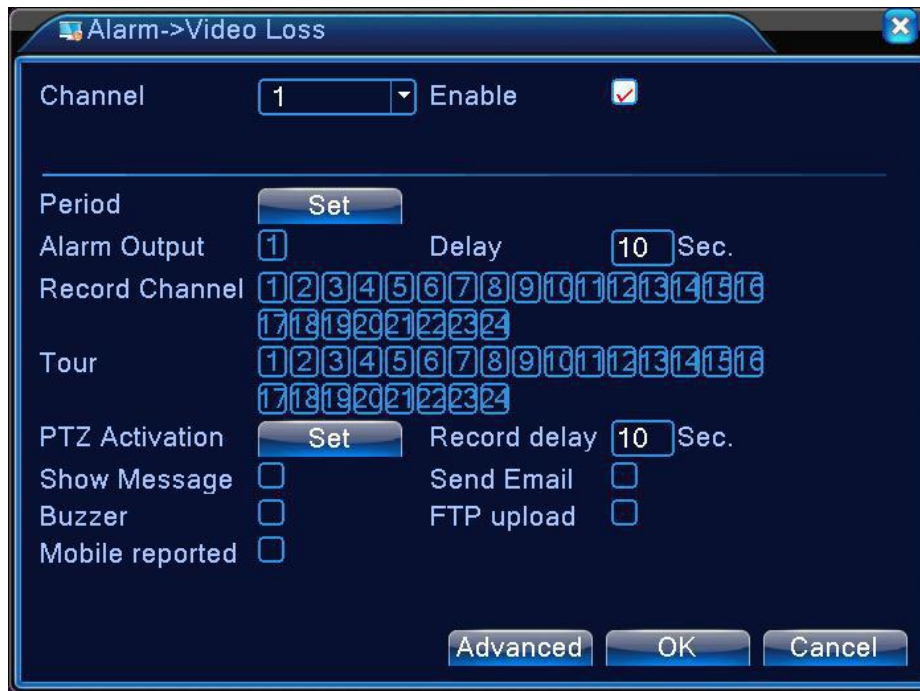 Alarm->Video Loss
Channel 1 Enable
Period Set
Alarm Output 1 Delay 10 Sec.
Record Channel 1 2 3 4 5 6 7 8 9 10 11 12 13 14 15 16
17 18 19 20 21 22 23 24
Tour 1 2 3 4 5 6 7 8 9 10 11 12 13 14 15 16
17 18 19 20 21 22 23 24
PTZ Activation Set Record delay 10 Sec.
Show Message Send Email
Buzzer FTP upload
Mobile reported
Advanced OK Cancel